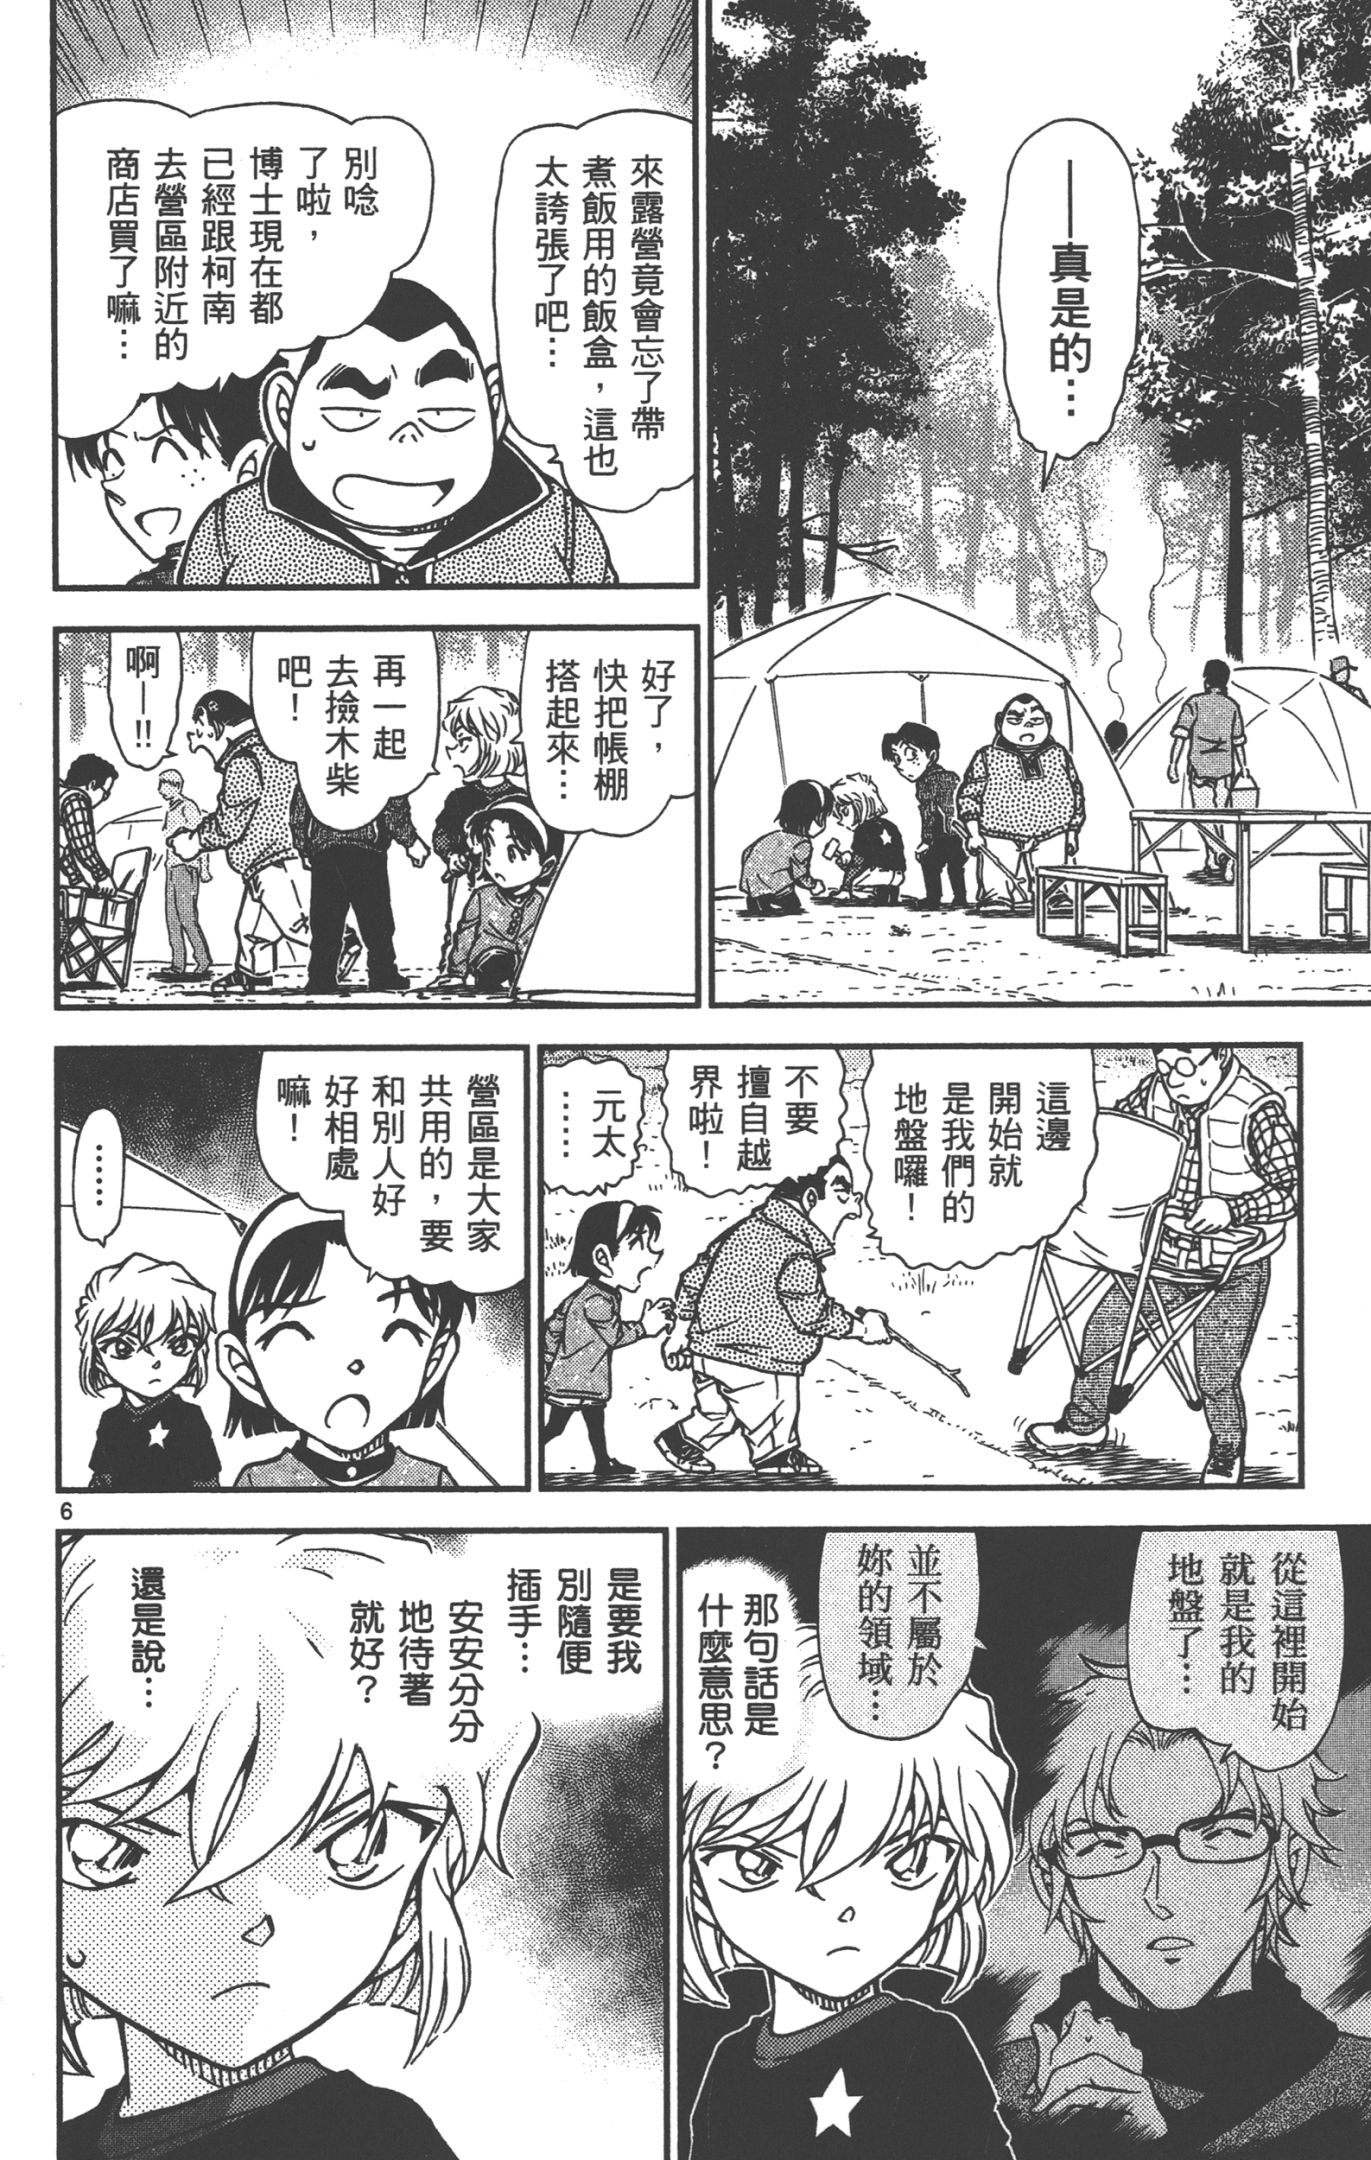 ──真是的…
來露營竟會忘了帶
煮飯用的飯盒，這也
太誇張了吧…
別唸
了啦，
博士現在都
已經跟柯南
去營區附近的
商店買了嘛…
好了，
快把帳棚
搭起來…
再一起
去撿木柴
吧！
啊─!!
這邊
開始就
是我們的
地盤囉！
不要
擅自越
界啦！
元太
……
營區是大家
共用的，要
和別人好
好相處
嘛！
……
從這裡開始
就是我的
地盤了…
並不屬於
妳的領域…
那句話是
什麼意思？
是要我
別隨便
插手…
安安分分
地待著
就好？
還是說…
6